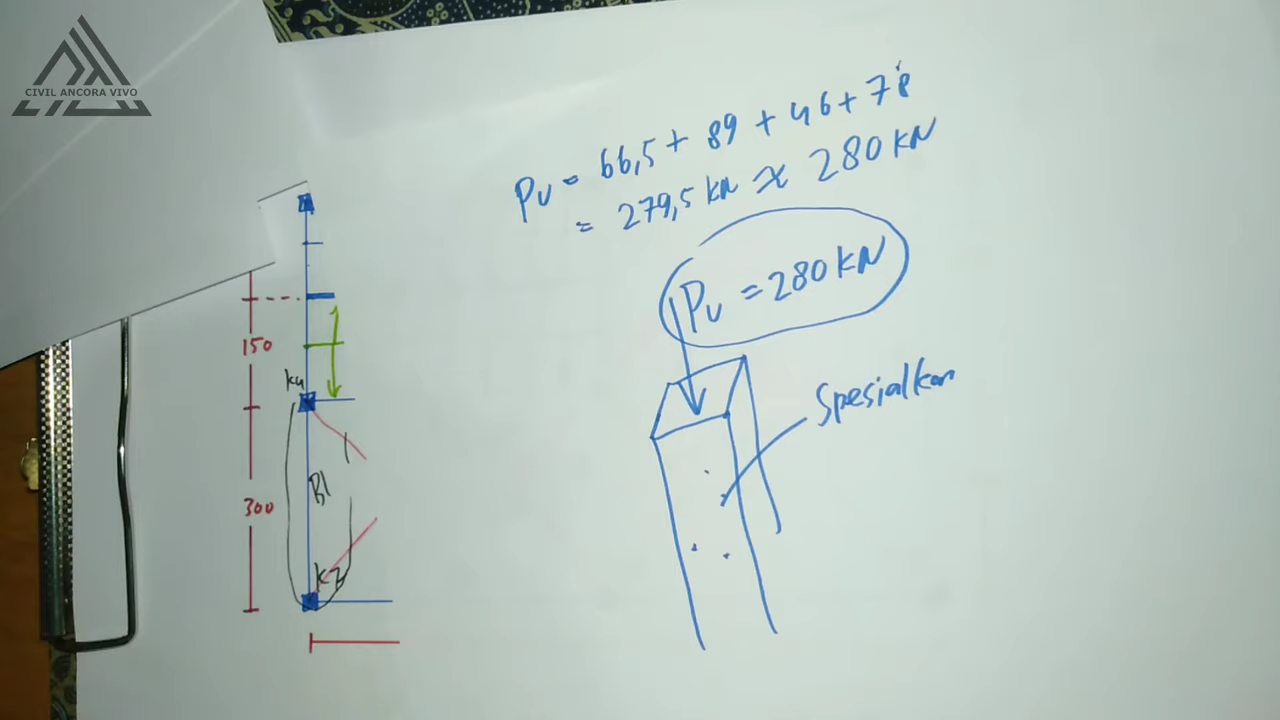 CIVIL ANCORA VIVO
Pu = 66,5 + 89 + 46 + 78
= 279,5 kN ≈ 280 kN
Pu = 280 kN
Spesialkan
150
K4
B1
300
K2